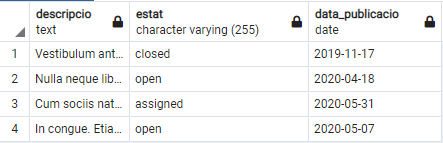 descripcio estat data_publicacio
text character varying (255) date
1 Vestibulum ant... closed 2019-11-17
2 Nulla neque lib... open 2020-04-18
3 Cum sociis nat... assigned 2020-05-31
4 In congue. Etia... open 2020-05-07